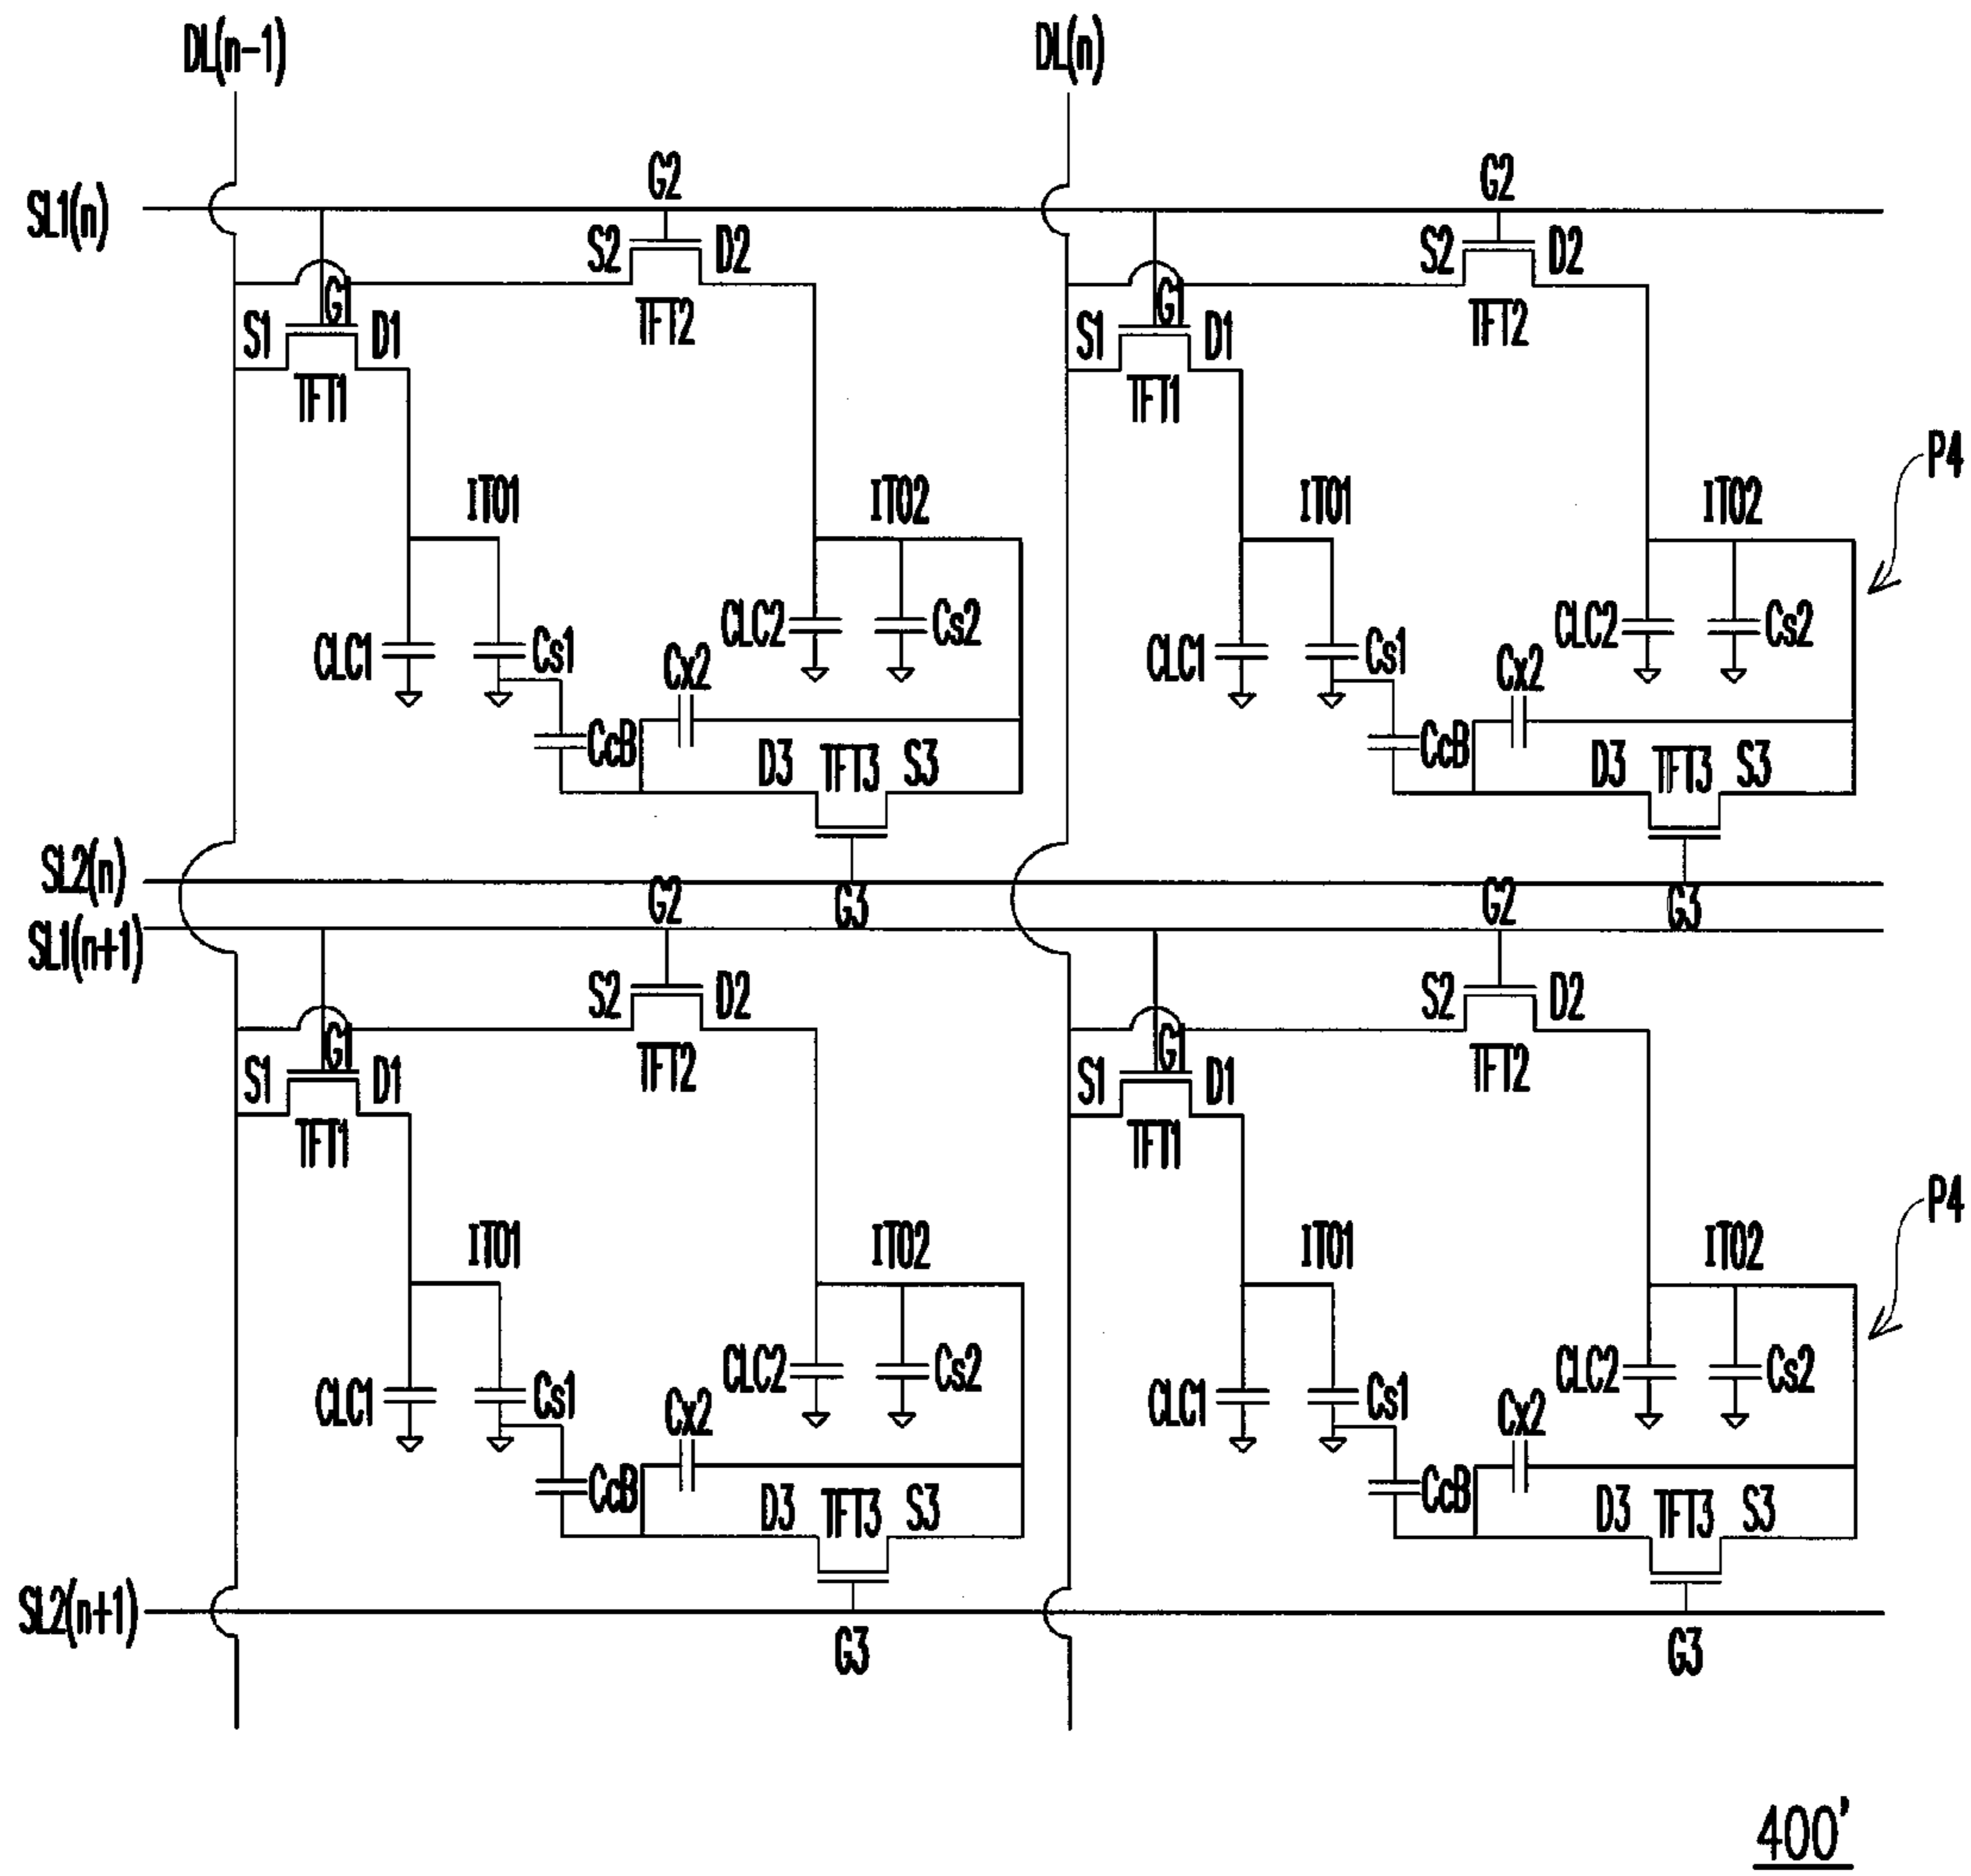 DL(n-1) DL(n)
SL1(n) G2 G2
S2 D2 S2 D2
G1 G1
S1 D1 TFT2 S1 D1 TFT2
TFT1 TFT1
P4
ITO1 ITO2 ITO1 ITO2
CLC1 Cs1 Cx2 CLC2 Cs2 CLC1 Cs1 Cx2 CLC2 Cs2
CcB D3 TFT3 S3 CcB D3 TFT3 S3
SL2(n) G2 G3 G2 G3
SL1(n+1)
S2 D2 S2 D2
G1 G1
S1 D1 TFT2 S1 D1 TFT2
TFT1 TFT1
P4
ITO1 ITO2 ITO1 ITO2
CLC1 Cs1 Cx2 CLC2 Cs2 CLC1 Cs1 Cx2 CLC2 Cs2
CcB D3 TFT3 S3 CcB D3 TFT3 S3
SL2(n+1)
G3 G3
400'